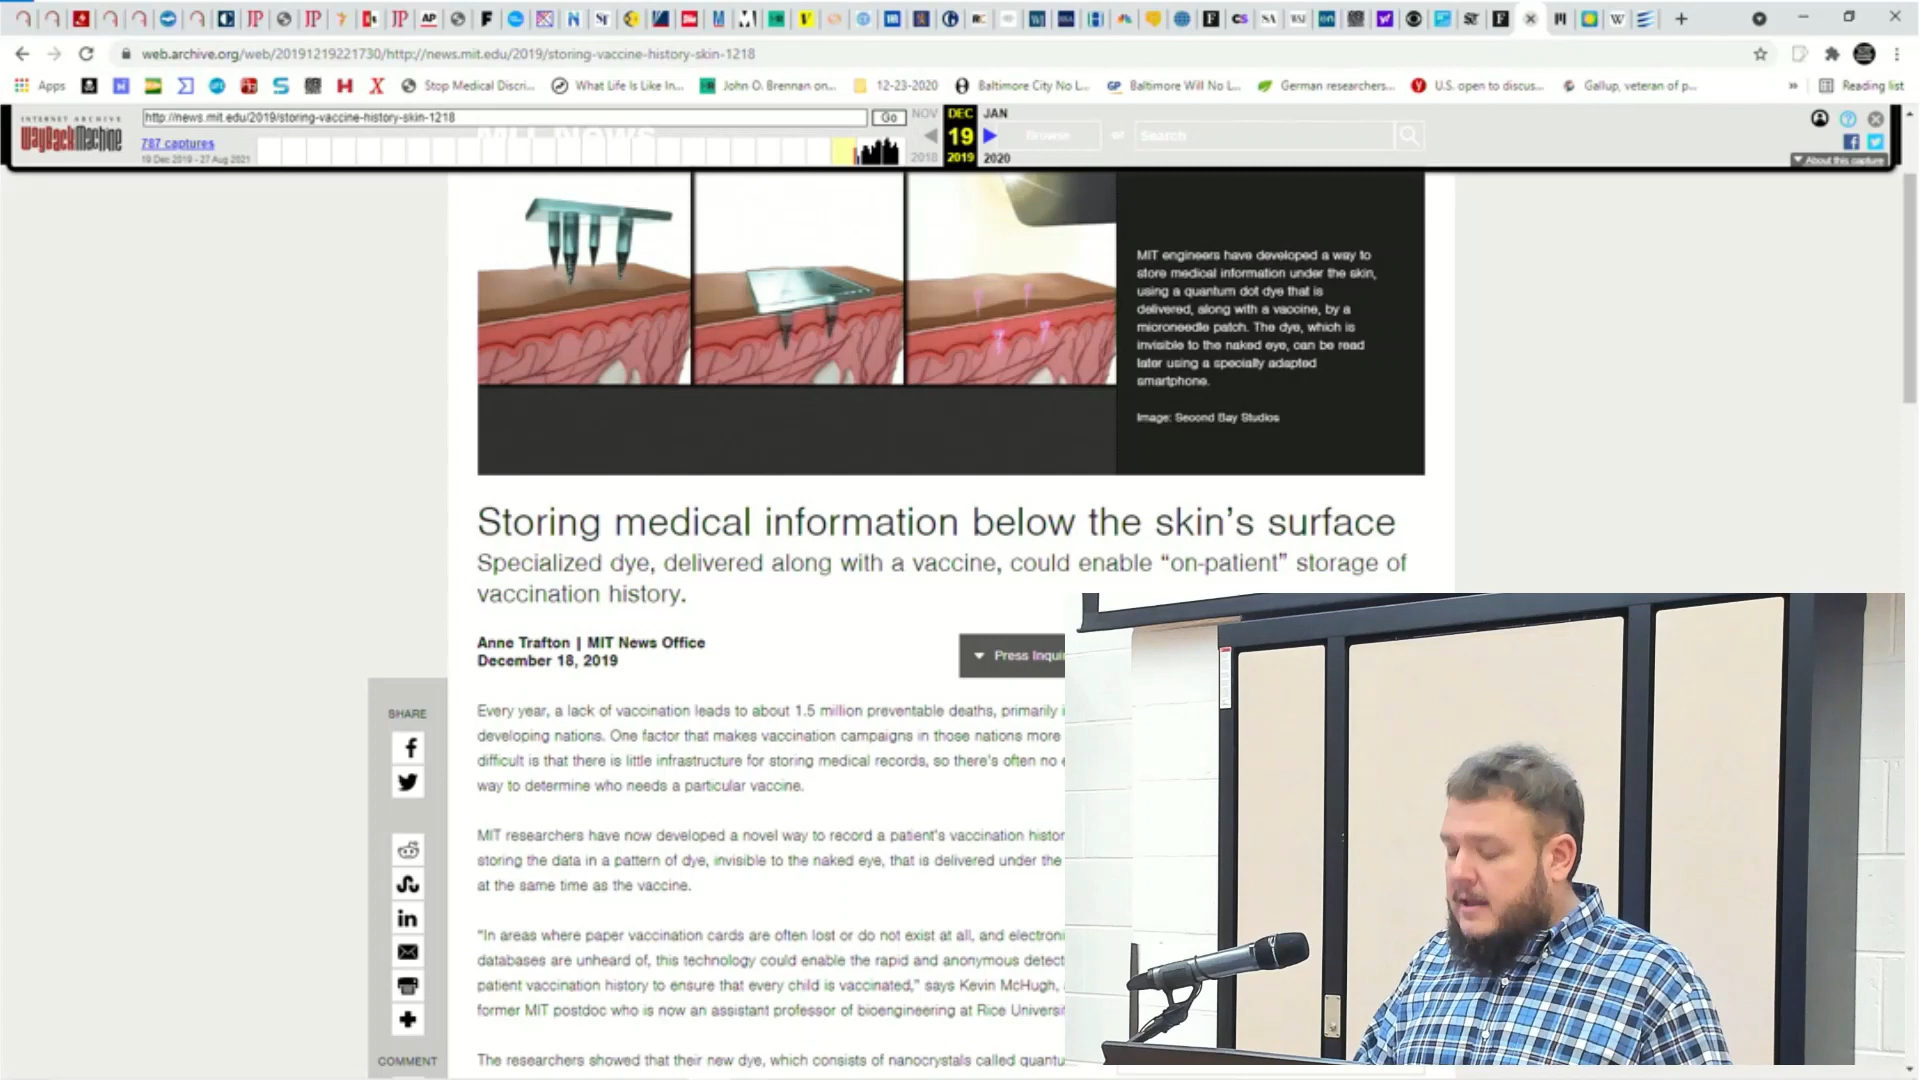 web.archive.org/web/20191219221730/http://news.mit.edu/2019/storing-vaccine-history-skin-1218
Apps
Stop Medical Discri...
What Life Is Like In...
John O. Brennan on...
12-23-2020
Baltimore City No L...
Baltimore Will No L...
German researchers...
U.S. open to discus...
Gallup, veteran of p...
Reading list
INTERNET ARCHIVE
WayBackMachine
http://news.mit.edu/2019/storing-vaccine-history-skin-1218
Go
NOV
DEC
JAN
787 captures
19 Dec 2019 - 27 Aug 2021
MIT NEWS
19
2018
2019
2020
Browse
or
Search
About this capture
MIT engineers have developed a way to
store medical information under the skin,
using a quantum dot dye that is
delivered, along with a vaccine, by a
microneedle patch. The dye, which is
invisible to the naked eye, can be read
later using a specially adapted
smartphone.
Image: Second Bay Studios
Storing medical information below the skin's surface
Specialized dye, delivered along with a vaccine, could enable “on-patient” storage of
vaccination history.
Anne Trafton | MIT News Office
December 18, 2019
Press Inqui
SHARE
Every year, a lack of vaccination leads to about 1.5 million preventable deaths, primarily i
developing nations. One factor that makes vaccination campaigns in those nations more
difficult is that there is little infrastructure for storing medical records, so there's often no e
way to determine who needs a particular vaccine.
MIT researchers have now developed a novel way to record a patient's vaccination histor
storing the data in a pattern of dye, invisible to the naked eye, that is delivered under the
at the same time as the vaccine.
“In areas where paper vaccination cards are often lost or do not exist at all, and electroni
databases are unheard of, this technology could enable the rapid and anonymous detect
patient vaccination history to ensure that every child is vaccinated,” says Kevin McHugh,
former MIT postdoc who is now an assistant professor of bioengineering at Rice Universi
The researchers showed that their new dye, which consists of nanocrystals called quantu
COMMENT